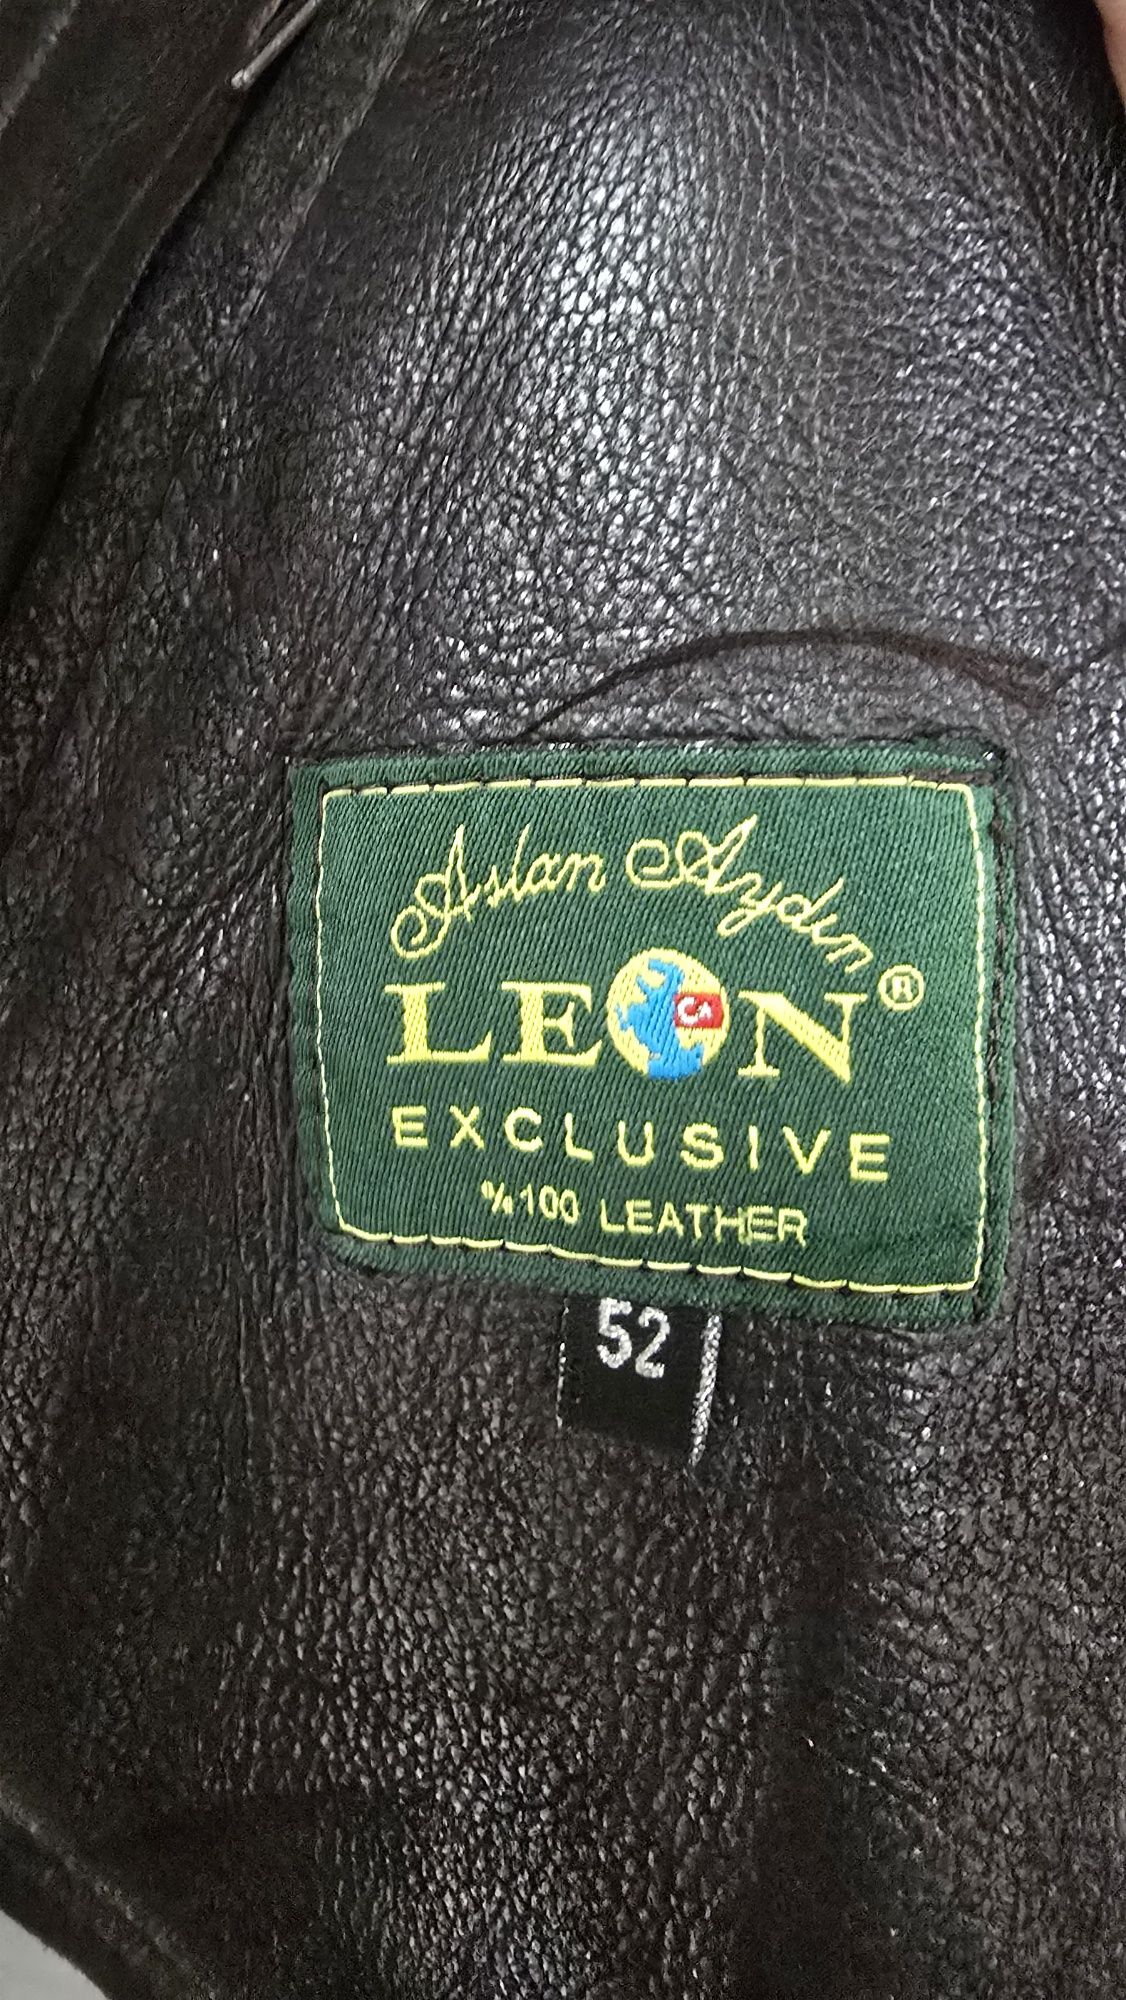 Aslan Aydın
LEON ®
EXCLUSIVE
%100 LEATHER
52